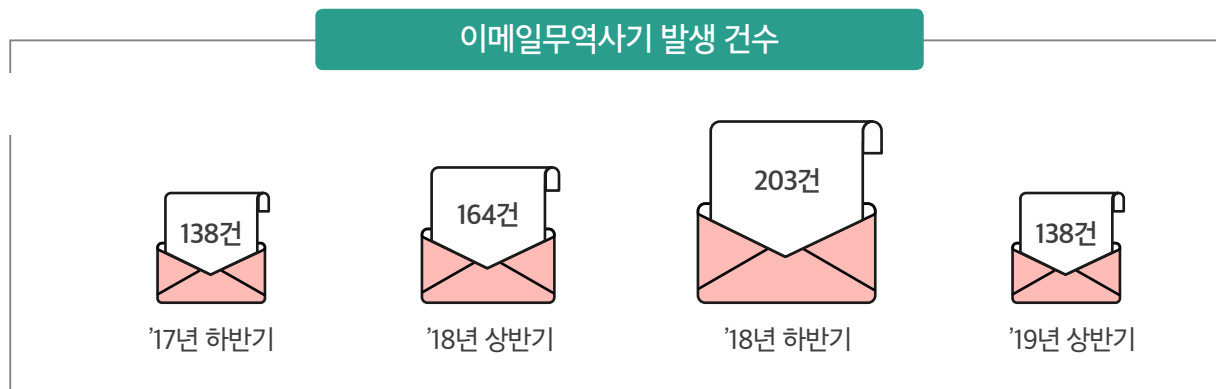 이메일무역사기 발생 건수
138건
164건
203건
138건
’17년 하반기
’18년 상반기
’18년 하반기
’19년 상반기